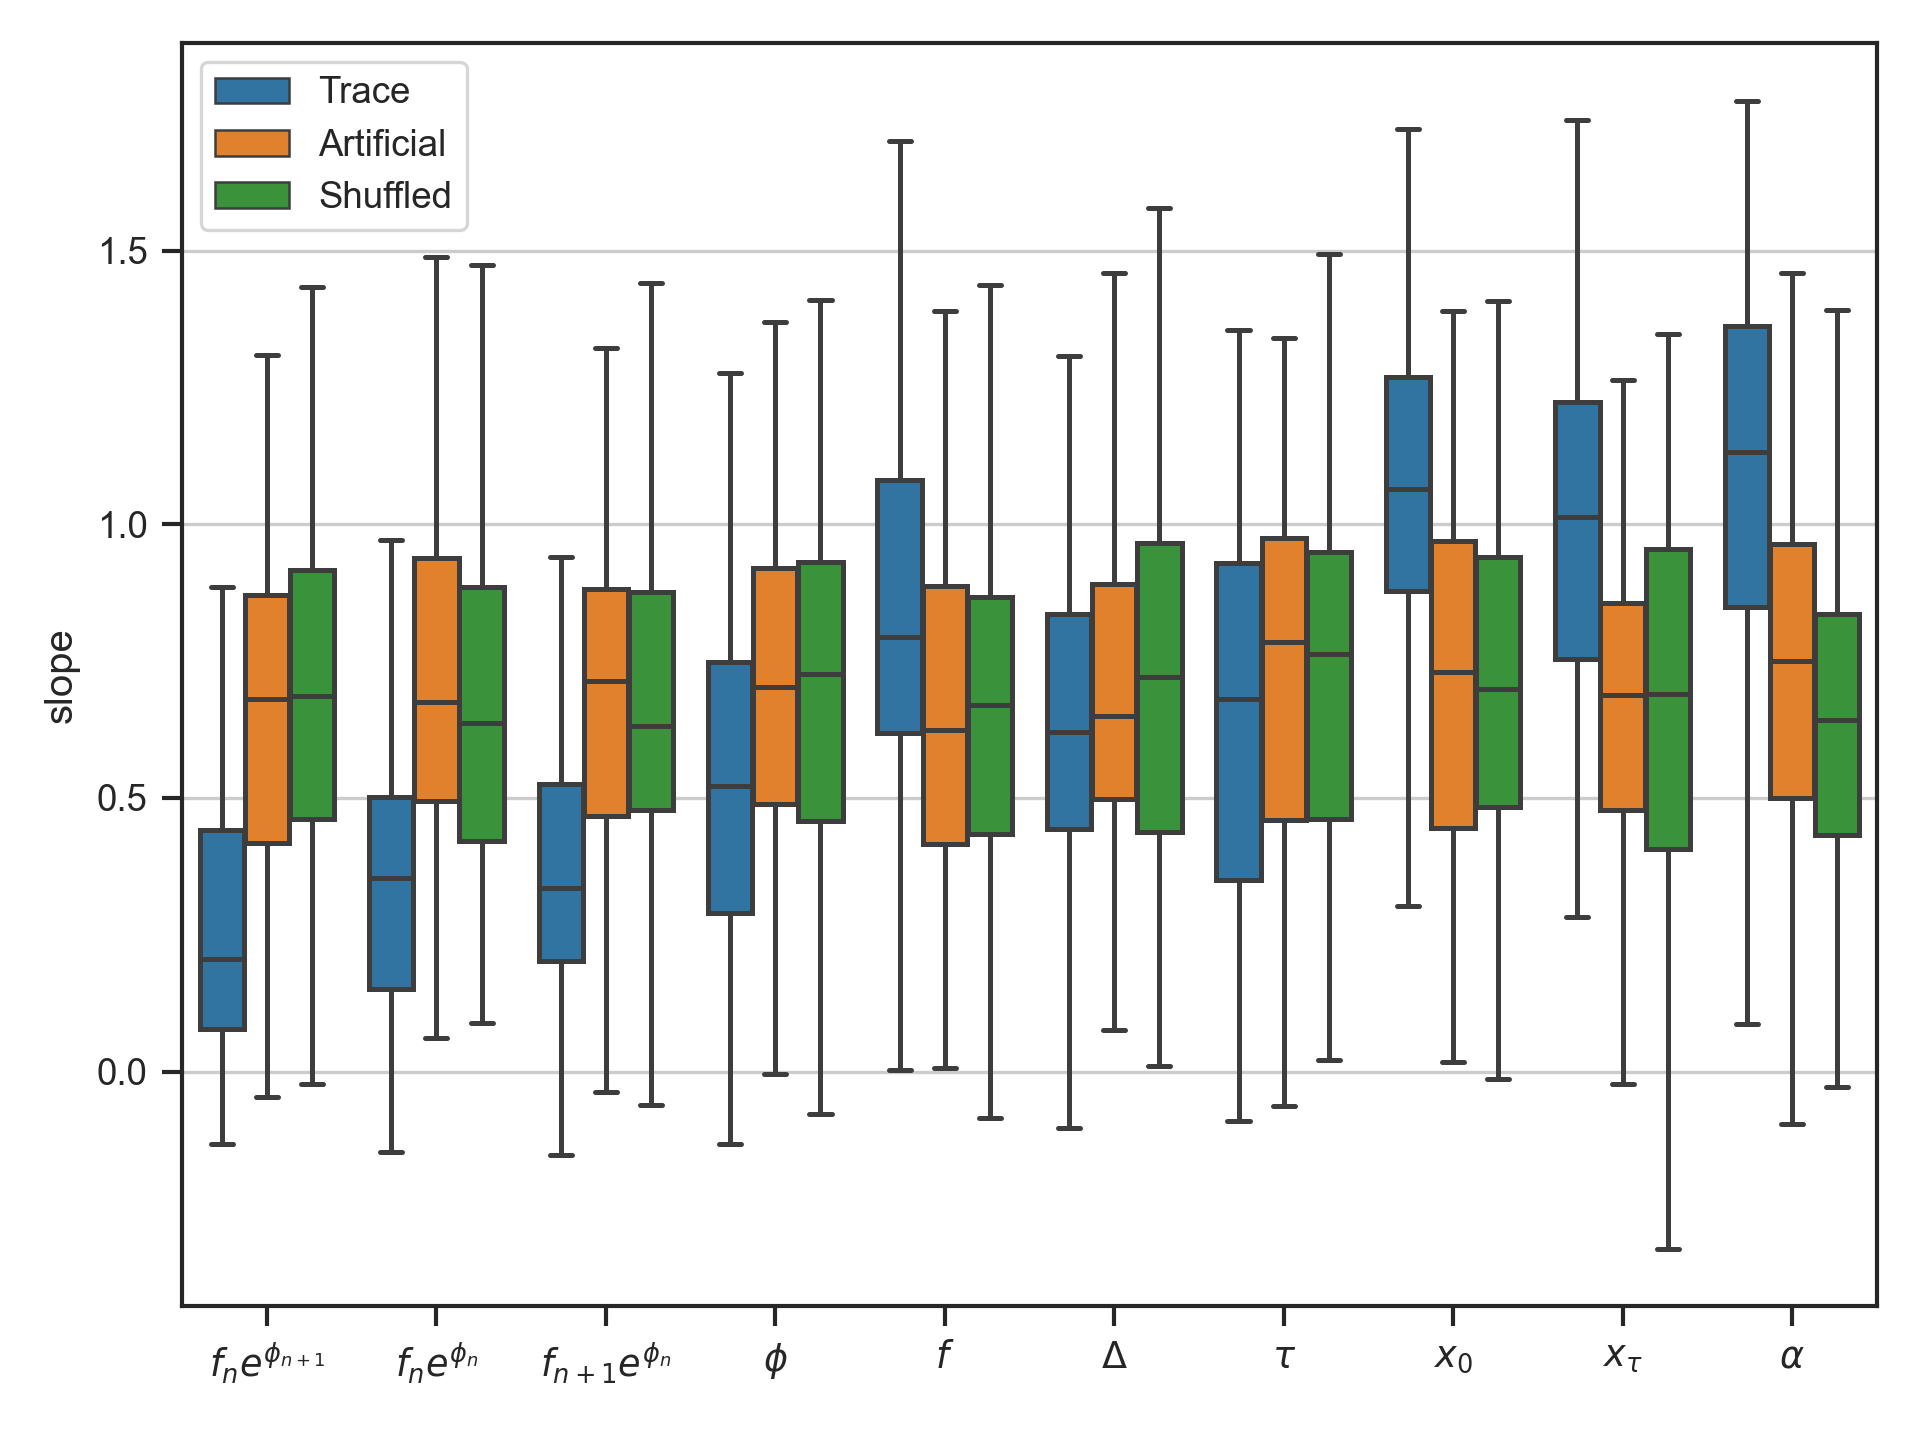 Trace
Artificial
Shuffled
1.5
1.0
0.5
0.0
slope
fₙe^ϕₙ₊₁ fₙe^ϕₙ fₙ₊₁e^ϕₙ ϕ f Δ τ x₀ x_τ α